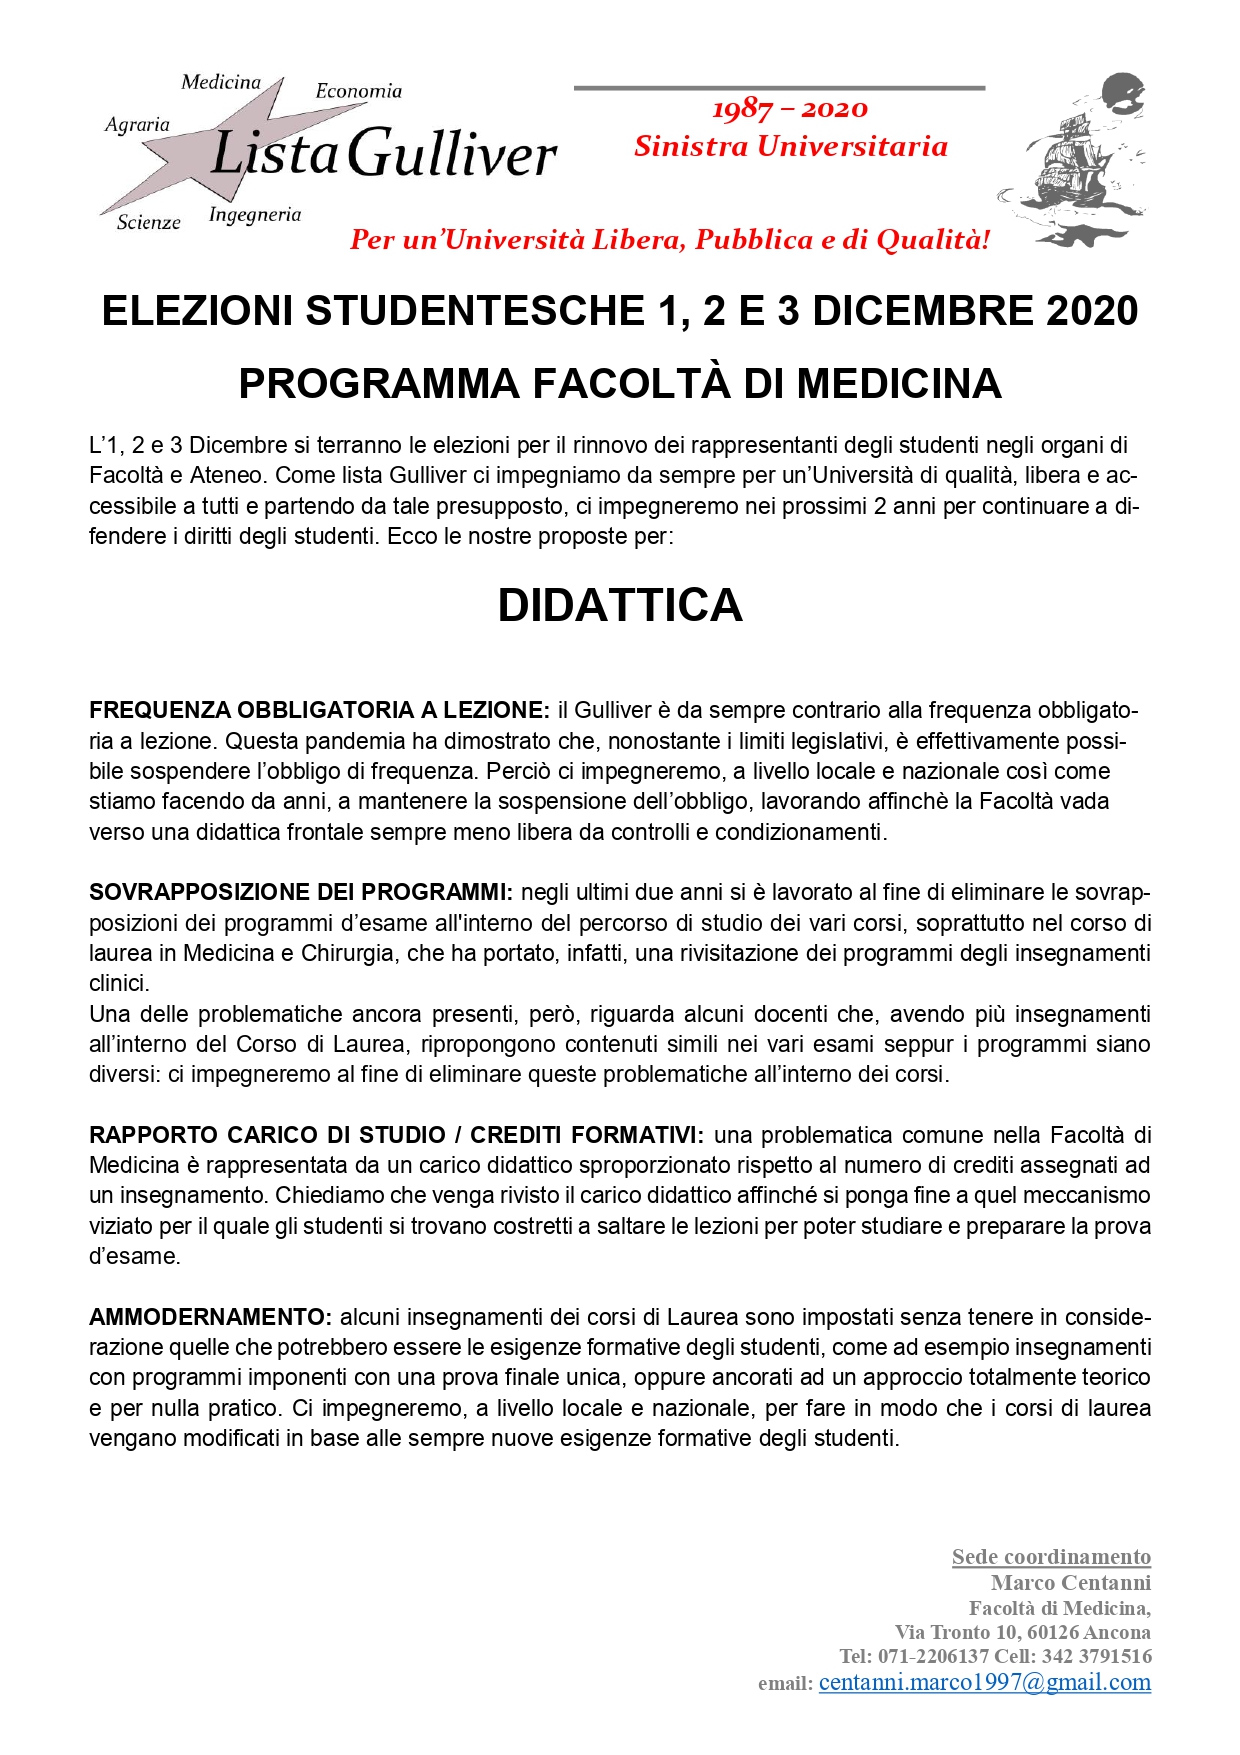 Medicina
Economia
Agraria
Lista Gulliver
Scienze
Ingegneria
1987 – 2020
Sinistra Universitaria
Per un’Università Libera, Pubblica e di Qualità!
ELEZIONI STUDENTESCHE 1, 2 E 3 DICEMBRE 2020
PROGRAMMA FACOLTÀ DI MEDICINA
L’1, 2 e 3 Dicembre si terranno le elezioni per il rinnovo dei rappresentanti degli studenti negli organi di
Facoltà e Ateneo. Come lista Gulliver ci impegniamo da sempre per un’Università di qualità, libera e ac-
cessibile a tutti e partendo da tale presupposto, ci impegneremo nei prossimi 2 anni per continuare a di-
fendere i diritti degli studenti. Ecco le nostre proposte per:
DIDATTICA
FREQUENZA OBBLIGATORIA A LEZIONE: il Gulliver è da sempre contrario alla frequenza obbligato-
ria a lezione. Questa pandemia ha dimostrato che, nonostante i limiti legislativi, è effettivamente possi-
bile sospendere l’obbligo di frequenza. Perciò ci impegneremo, a livello locale e nazionale così come
stiamo facendo da anni, a mantenere la sospensione dell’obbligo, lavorando affinchè la Facoltà vada
verso una didattica frontale sempre meno libera da controlli e condizionamenti.
SOVRAPPOSIZIONE DEI PROGRAMMI: negli ultimi due anni si è lavorato al fine di eliminare le sovrap-
posizioni dei programmi d’esame all'interno del percorso di studio dei vari corsi, soprattutto nel corso di
laurea in Medicina e Chirurgia, che ha portato, infatti, una rivisitazione dei programmi degli insegnamenti
clinici.
Una delle problematiche ancora presenti, però, riguarda alcuni docenti che, avendo più insegnamenti
all’interno del Corso di Laurea, ripropongono contenuti simili nei vari esami seppur i programmi siano
diversi: ci impegneremo al fine di eliminare queste problematiche all’interno dei corsi.
RAPPORTO CARICO DI STUDIO / CREDITI FORMATIVI: una problematica comune nella Facoltà di
Medicina è rappresentata da un carico didattico sproporzionato rispetto al numero di crediti assegnati ad
un insegnamento. Chiediamo che venga rivisto il carico didattico affinché si ponga fine a quel meccanismo
viziato per il quale gli studenti si trovano costretti a saltare le lezioni per poter studiare e preparare la prova
d’esame.
AMMODERNAMENTO: alcuni insegnamenti dei corsi di Laurea sono impostati senza tenere in conside-
razione quelle che potrebbero essere le esigenze formative degli studenti, come ad esempio insegnamenti
con programmi imponenti con una prova finale unica, oppure ancorati ad un approccio totalmente teorico
e per nulla pratico. Ci impegneremo, a livello locale e nazionale, per fare in modo che i corsi di laurea
vengano modificati in base alle sempre nuove esigenze formative degli studenti.
Sede coordinamento
Marco Centanni
Facoltà di Medicina,
Via Tronto 10, 60126 Ancona
Tel: 071-2206137 Cell: 342 3791516
email: centanni.marco1997@gmail.com